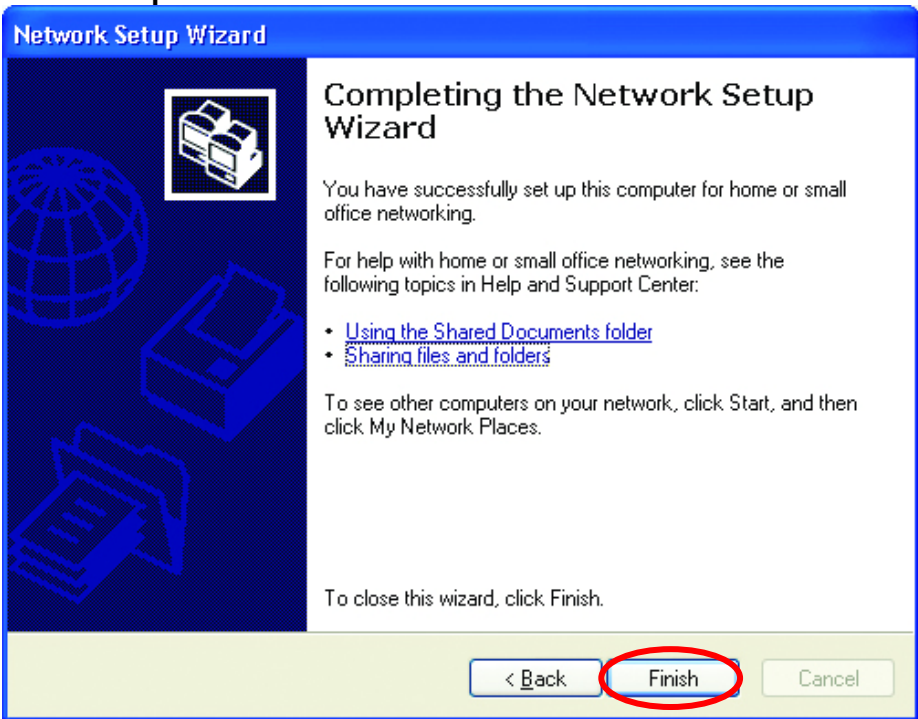 Network Setup Wizard
Completing the Network Setup
Wizard
You have successfully set up this computer for home or small
office networking.
For help with home or small office networking, see the
following topics in Help and Support Center:
• Using the Shared Documents folder
• Sharing files and folders
To see other computers on your network, click Start, and then
click My Network Places.
To close this wizard, click Finish.
< Back Finish Cancel